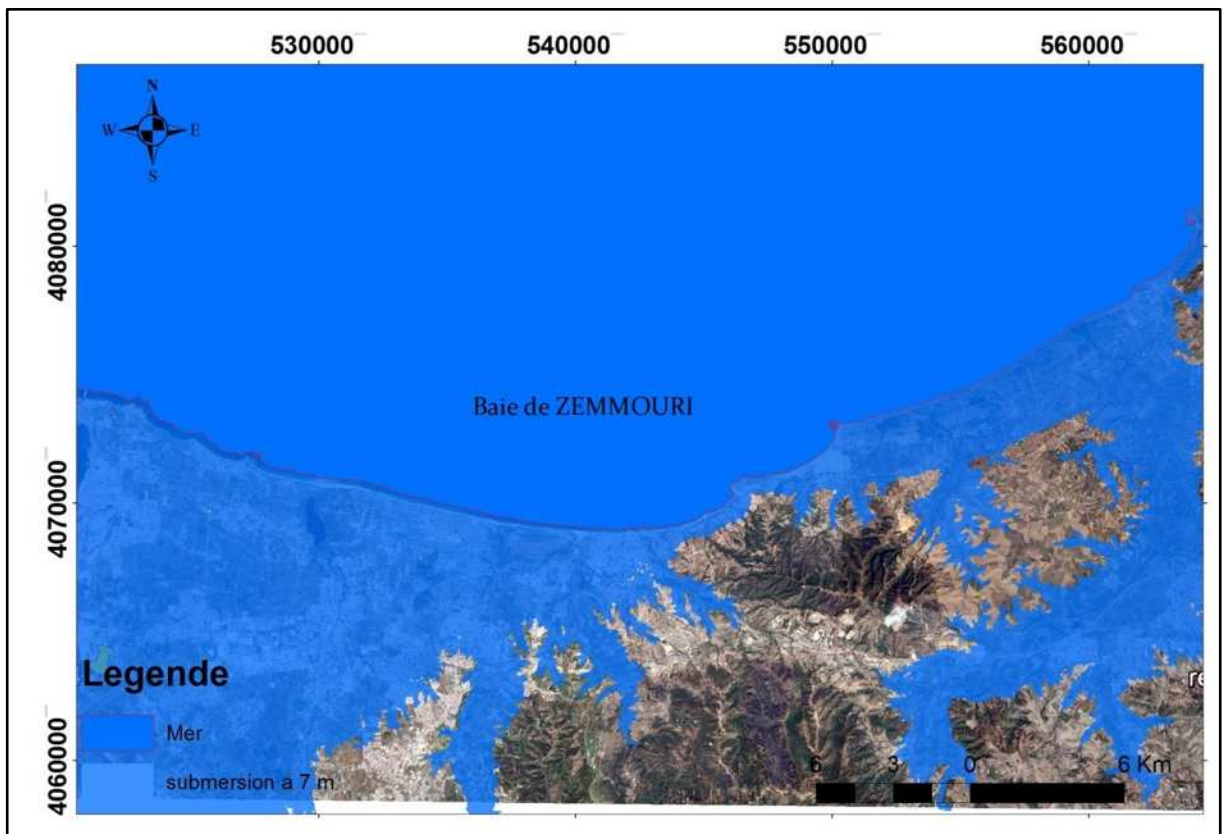 530000 540000 550000 560000
N
W E
S
4080000
Baie de ZEMMOURI
4070000
Legende
re
Mer
4060000
6 3 0 6 Km
submersion a 7 m